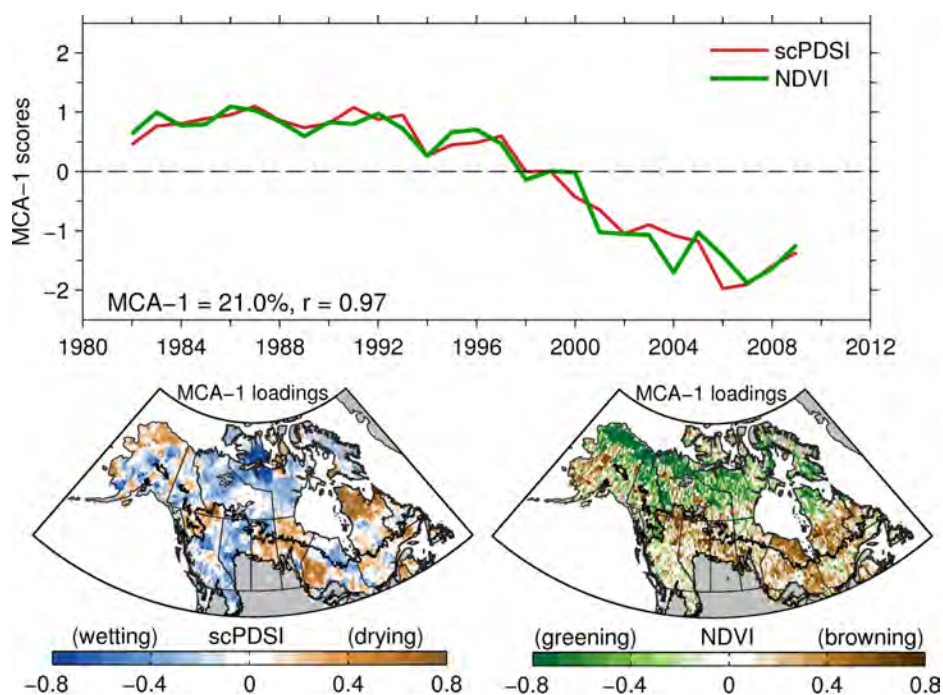 2
scPDSI
NDVI
1
0
−1
−2
MCA−1 scores
MCA−1 = 21.0%, r = 0.97
1980 1984 1988 1992 1996 2000 2004 2008 2012
MCA−1 loadings MCA−1 loadings
(wetting) scPDSI (drying) (greening) NDVI (browning)
−0.8 −0.4 0 0.4 0.8 −0.8 −0.4 0 0.4 0.8